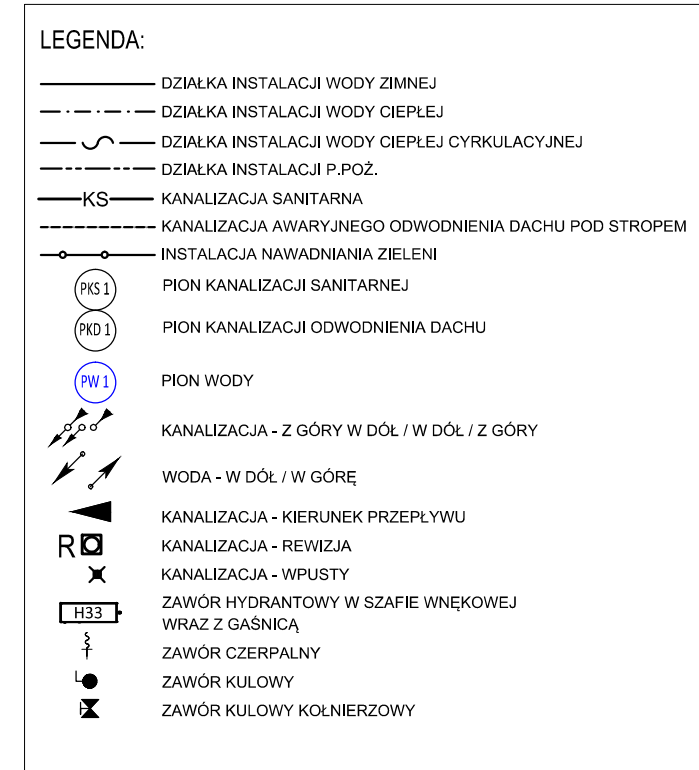 LEGENDA:
DZIAŁKA INSTALACJI WODY ZIMNEJ
DZIAŁKA INSTALACJI WODY CIEPŁEJ
DZIAŁKA INSTALACJI WODY CIEPŁEJ CYRKULACYJNEJ
DZIAŁKA INSTALACJI P.POŻ.
KS KANALIZACJA SANITARNA
KANALIZACJA AWARYJNEGO ODWODNIENIA DACHU POD STROPEM
INSTALACJA NAWADNIANIA ZIELENI
PKS 1 PION KANALIZACJI SANITARNEJ
PKD 1 PION KANALIZACJI ODWODNIENIA DACHU
PW 1 PION WODY
KANALIZACJA - Z GÓRY W DÓŁ / W DÓŁ / Z GÓRY
WODA - W DÓŁ / W GÓRĘ
KANALIZACJA - KIERUNEK PRZEPŁYWU
R KANALIZACJA - REWIZJA
KANALIZACJA - WPUSTY
H33 ZAWÓR HYDRANTOWY W SZAFIE WNĘKOWEJ
WRAZ Z GAŚNICĄ
ZAWÓR CZERPALNY
ZAWÓR KULOWY
ZAWÓR KULOWY KOŁNIERZOWY